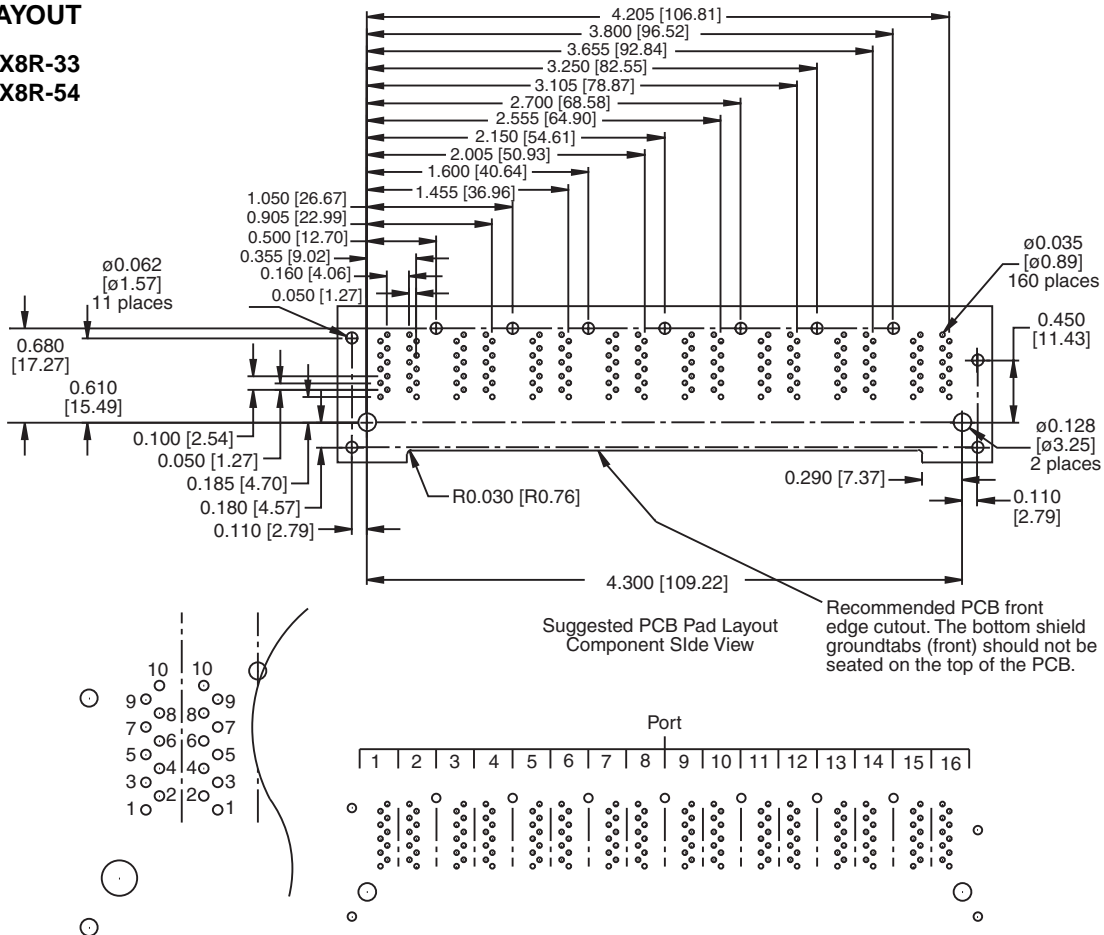 AYOUT
X8R-33
X8R-54
4.205 [106.81]
3.800 [96.52]
3.655 [92.84]
3.250 [82.55]
3.105 [78.87]
2.700 [68.58]
2.555 [64.90]
2.150 [54.61]
2.005 [50.93]
1.600 [40.64]
1.455 [36.96]
1.050 [26.67]
0.905 [22.99]
0.500 [12.70]
0.355 [9.02]
0.160 [4.06]
0.050 [1.27]
ø0.062
[ø1.57]
11 places
ø0.035
[ø0.89]
160 places
0.680
[17.27]
0.610
[15.49]
0.450
[11.43]
0.100 [2.54]
0.050 [1.27]
0.185 [4.70]
0.180 [4.57]
0.110 [2.79]
R0.030 [R0.76]
0.290 [7.37]
ø0.128
[ø3.25]
2 places
0.110
[2.79]
4.300 [109.22]
Suggested PCB Pad Layout
Component SIde View
Recommended PCB front
edge cutout. The bottom shield
groundtabs (front) should not be
seated on the top of the PCB.
10 10
9 9
8 8
7 7
6 6
5 5
4 4
3 3
2 2
1 1
Port
1 2 3 4 5 6 7 8 9 10 11 12 13 14 15 16